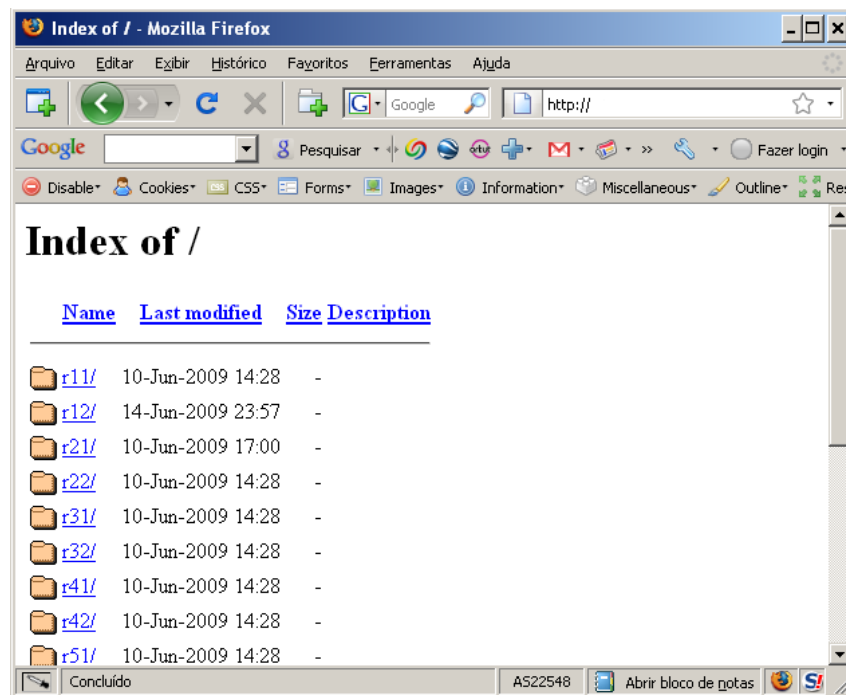 Index of / - Mozilla Firefox
Arquivo Editar Exibir Histórico Favoritos Ferramentas Ajuda
G Google http://
Google Pesquisar ortut M » Fazer login
Disable Cookies CSS Forms Images Information Miscellaneous Outline Res
Index of /
Name Last modified Size Description
r11/ 10-Jun-2009 14:28 -
r12/ 14-Jun-2009 23:57 -
r21/ 10-Jun-2009 17:00 -
r22/ 10-Jun-2009 14:28 -
r31/ 10-Jun-2009 14:28 -
r32/ 10-Jun-2009 14:28 -
r41/ 10-Jun-2009 14:28 -
r42/ 10-Jun-2009 14:28 -
r51/ 10-Jun-2009 14:28 -
Concluído AS22548 Abrir bloco de notas S!